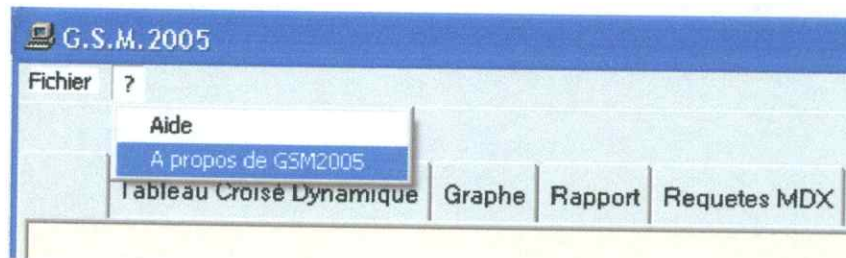 G.S.M. 2005
Fichier ?
Aide
A propos de GSM2005
Tableau Croisé Dynamique Graphe Rapport Requetes MDX